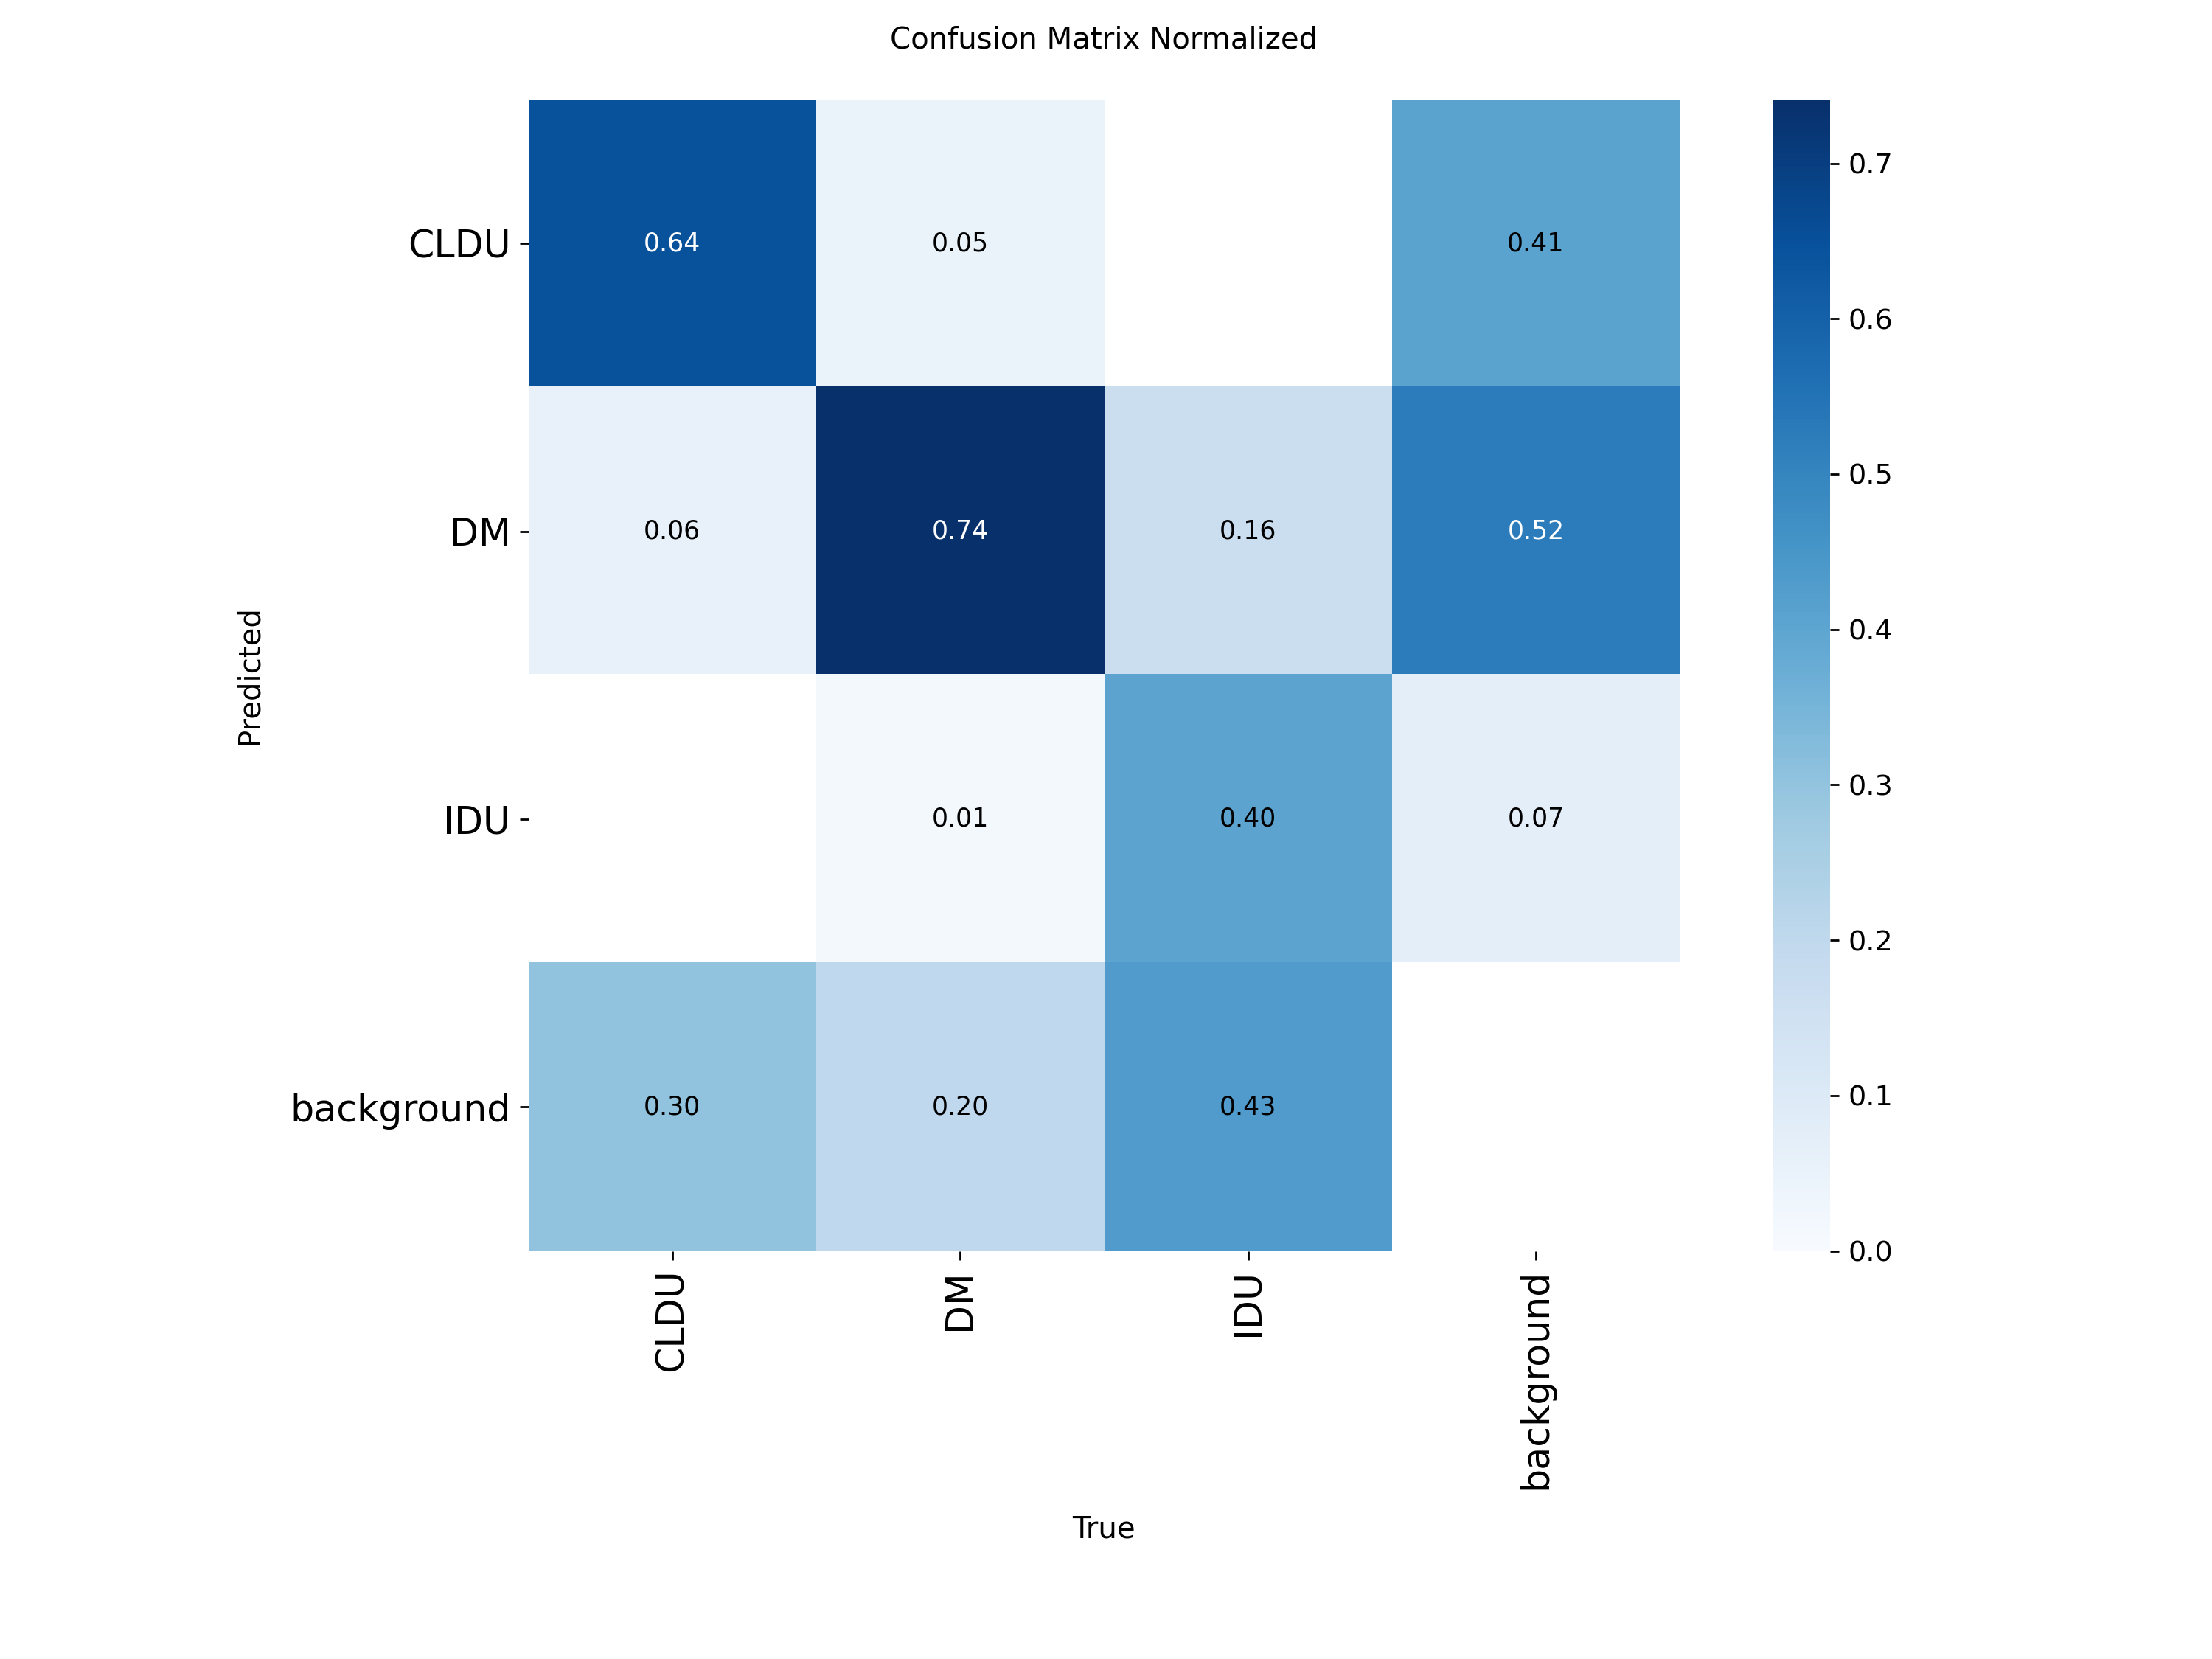 Confusion Matrix Normalized
CLDU
0.64
0.05
0.41
DM
0.06
0.74
0.16
0.52
IDU
0.01
0.40
0.07
background
0.30
0.20
0.43
Predicted
CLDU
DM
IDU
background
True
0.7
0.6
0.5
0.4
0.3
0.2
0.1
0.0